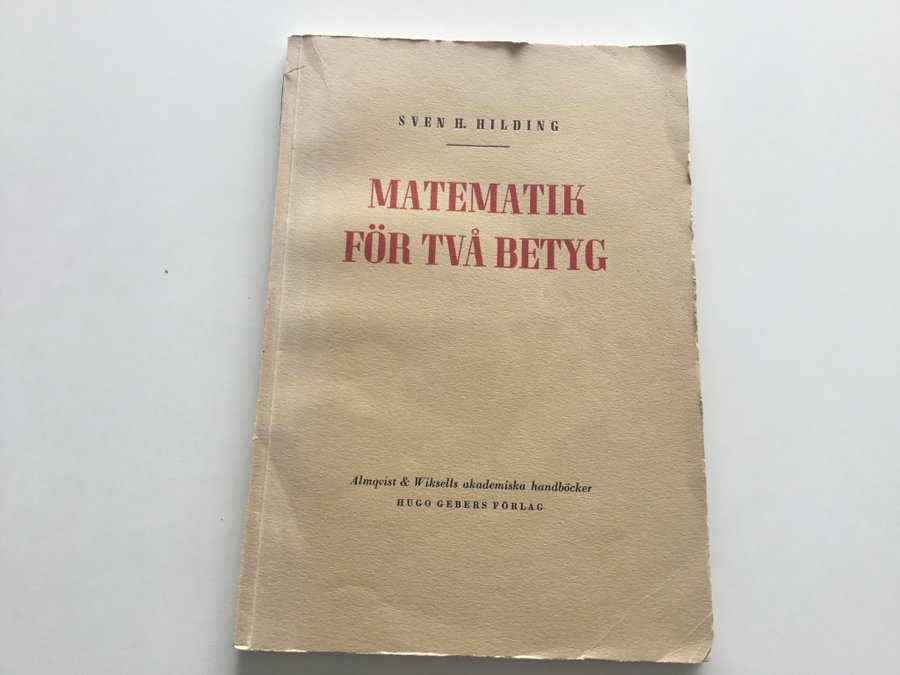 SVEN H. HILDING
MATEMATIK
FÖR TVÅ BETYG
Almqvist & Wiksells akademiska handböcker
HUGO GEBERS FÖRLAG